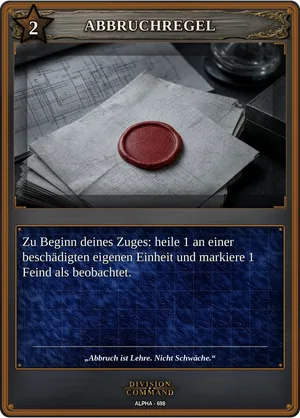 2
ABBRUCHREGEL
Zu Beginn deines Zuges: heile 1 an einer
beschädigten eigenen Einheit und markiere 1
Feind als beobachtet.
„Abbruch ist Lehre. Nicht Schwäche.“
DIVISION
COMMAND
ALPHA - 698